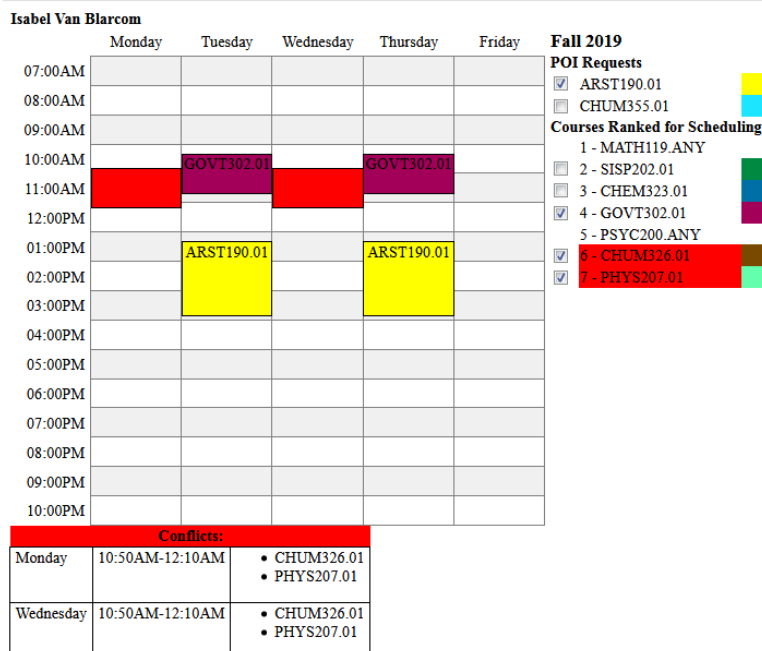 Isabel Van Blarcom
Monday Tuesday Wednesday Thursday Friday
07:00AM
08:00AM
09:00AM
10:00AM
11:00AM
12:00PM
01:00PM
02:00PM
03:00PM
04:00PM
05:00PM
06:00PM
07:00PM
08:00PM
09:00PM
10:00PM
GOVT302.01 GOVT302.01
ARST190.01 ARST190.01
Fall 2019
POI Requests
ARST190.01
CHUM355.01
Courses Ranked for Scheduling
1 - MATH119.ANY
2 - SISP202.01
3 - CHEM323.01
4 - GOVT302.01
5 - PSYC200.ANY
6 - CHUM326.01
7 - PHYS207.01
Conflicts:
Monday 10:50AM-12:10AM • CHUM326.01
• PHYS207.01
Wednesday 10:50AM-12:10AM • CHUM326.01
• PHYS207.01